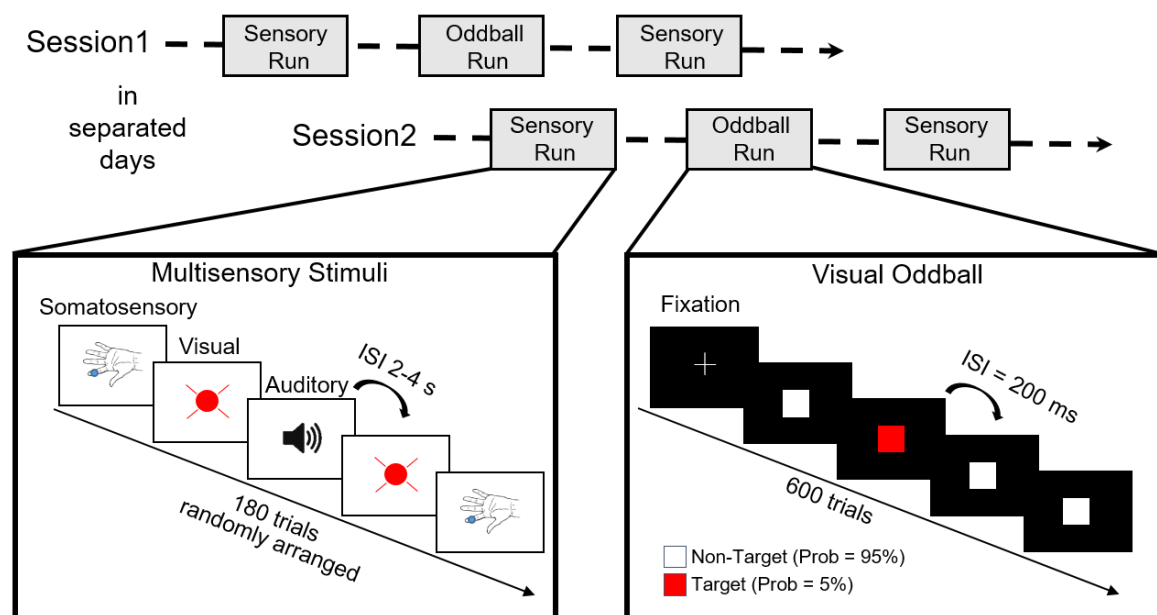 Session1
Sensory
Run
Oddball
Run
Sensory
Run
in
separated
days
Session2
Sensory
Run
Oddball
Run
Sensory
Run
Multisensory Stimuli
Somatosensory
Visual
Auditory
ISI 2-4 s
180 trials
randomly arranged
Visual Oddball
Fixation
ISI = 200 ms
600 trials
Non-Target (Prob = 95%)
Target (Prob = 5%)